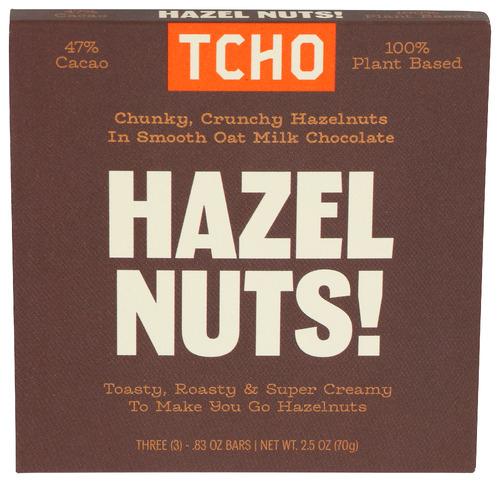 HAZEL NUTS!
47%
Cacao
TCHO
100%
Plant Based
Chunky, Crunchy Hazelnuts
In Smooth Oat Milk Chocolate
HAZEL
NUTS!
Toasty, Roasty & Super Creamy
To Make You Go Hazelnuts
THREE (3) - .83 OZ BARS | NET WT. 2.5 OZ (70g)